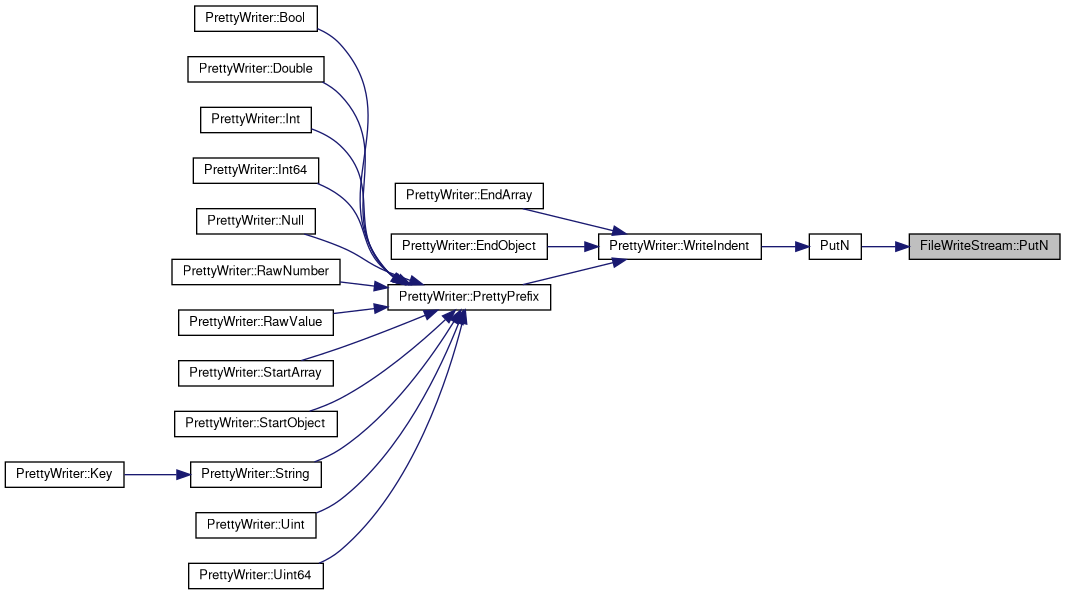 PrettyWriter::Bool
PrettyWriter::Double
PrettyWriter::Int
PrettyWriter::Int64
PrettyWriter::Null
PrettyWriter::RawNumber
PrettyWriter::RawValue
PrettyWriter::StartArray
PrettyWriter::StartObject
PrettyWriter::Key
PrettyWriter::String
PrettyWriter::Uint
PrettyWriter::Uint64
PrettyWriter::EndArray
PrettyWriter::EndObject
PrettyWriter::PrettyPrefix
PrettyWriter::WriteIndent
PutN
FileWriteStream::PutN